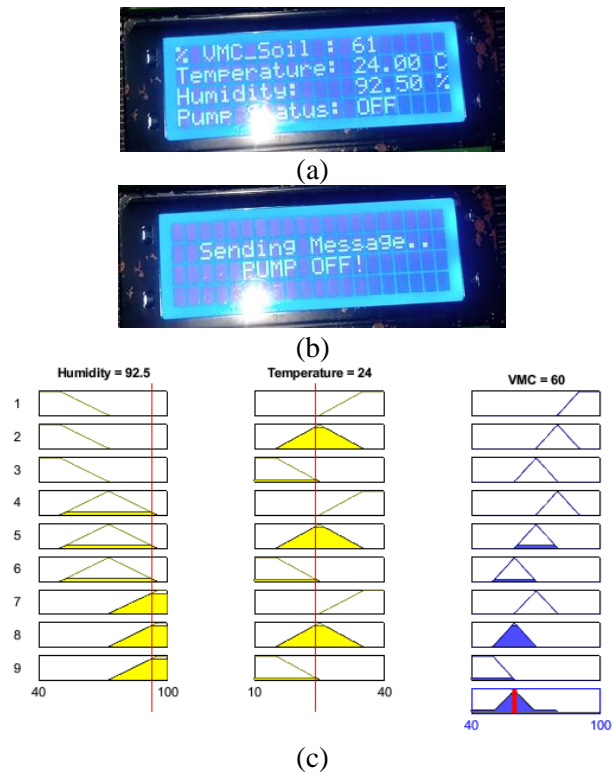 % VMC_Soil : 61
Temperature: 24.00 C
Humidity: 92.50 %
Pump Status: OFF
(a)
Sending Message..
PUMP OFF!
(b)
Humidity = 92.5 Temperature = 24 VMC = 60
1
2
3
4
5
6
7
8
9
40 100 10 40 40 100
(c)